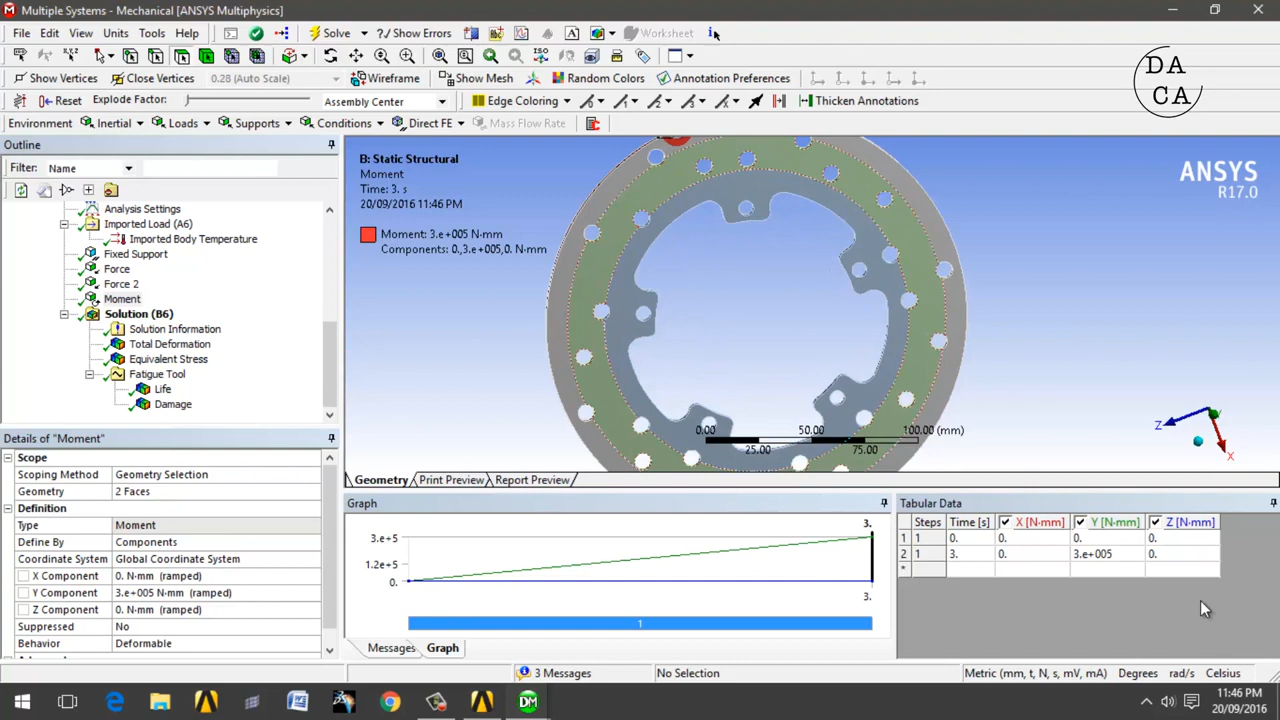 Multiple Systems - Mechanical [ANSYS Multiphysics]
File Edit View Units Tools Help Solve ? Show Errors A Worksheet i
Show Vertices Close Vertices 0.28 (Auto Scale) Wireframe Show Mesh Random Colors Annotation Preferences
Reset Explode Factor: Assembly Center Edge Coloring Thicken Annotations
Environment Inertial Loads Supports Conditions Direct FE Mass Flow Rate
DA
CA
Outline
Filter: Name
Analysis Settings
Imported Load (A6)
Imported Body Temperature
Fixed Support
Force
Force 2
Moment
Solution (B6)
Solution Information
Total Deformation
Equivalent Stress
Fatigue Tool
Life
Damage
B: Static Structural
Moment
Time: 3. s
20/09/2016 11:46 PM
Moment: 3.e+005 N·mm
Components: 0.,3.e+005,0. N·mm
ANSYS
R17.0
0.00 50.00 100.00 (mm)
25.00 75.00
Z
Y
X
Geometry Print Preview Report Preview
Details of "Moment"
Scope
Scoping Method Geometry Selection
Geometry 2 Faces
Definition
Type Moment
Define By Components
Coordinate System Global Coordinate System
X Component 0. N·mm (ramped)
Y Component 3.e+005 N·mm (ramped)
Z Component 0. N·mm (ramped)
Suppressed No
Behavior Deformable
Graph
3.
3.e+5
1.2e+5
0.
3.
1
Messages Graph
Tabular Data
Steps Time [s] X [N·mm] Y [N·mm] Z [N·mm]
1 1 0. 0. 0. 0.
2 1 3. 0. 3.e+005 0.
*
3 Messages No Selection Metric (mm, t, N, s, mV, mA) Degrees rad/s Celsius
DM
11:46 PM
20/09/2016